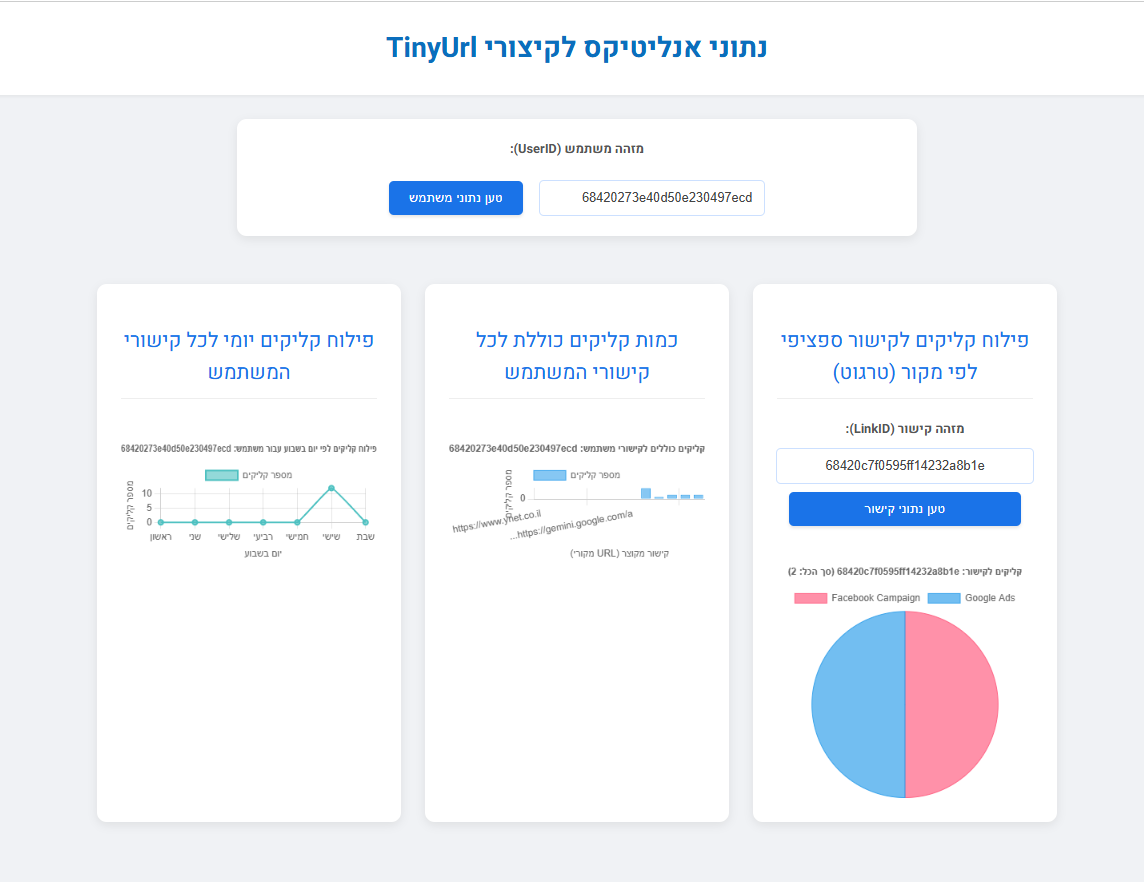 נתוני אנליטיקס לקיצורי TinyUrl
מזהה משתמש (UserID):
68420273e40d50e230497ecd
טען נתוני משתמש
פילוח קליקים לקישור ספציפי
לפי מקור (טרגוט)
מזהה קישור (LinkID):
68420c7f0595ff14232a8b1e
טען נתוני קישור
קליקים לקישור: 68420c7f0595ff14232a8b1e (סך הכל: 2)
Facebook Campaign
Google Ads
כמות קליקים כוללת לכל
קישורי המשתמש
קליקים כוללים לקישורי משתמש: 68420273e40d50e230497ecd
מספר קליקים
מספר קליקים
0
https://www.ynet.co.il
https://gemini.google.com/a...
קישור מקוצר (URL מקורי)
פילוח קליקים יומי לכל קישורי
המשתמש
פילוח קליקים לפי יום בשבוע עבור משתמש: 68420273e40d50e230497ecd
מספר קליקים
מספר קליקים
10
5
0
ראשון שני שלישי רביעי חמישי שישי שבת
יום בשבוע